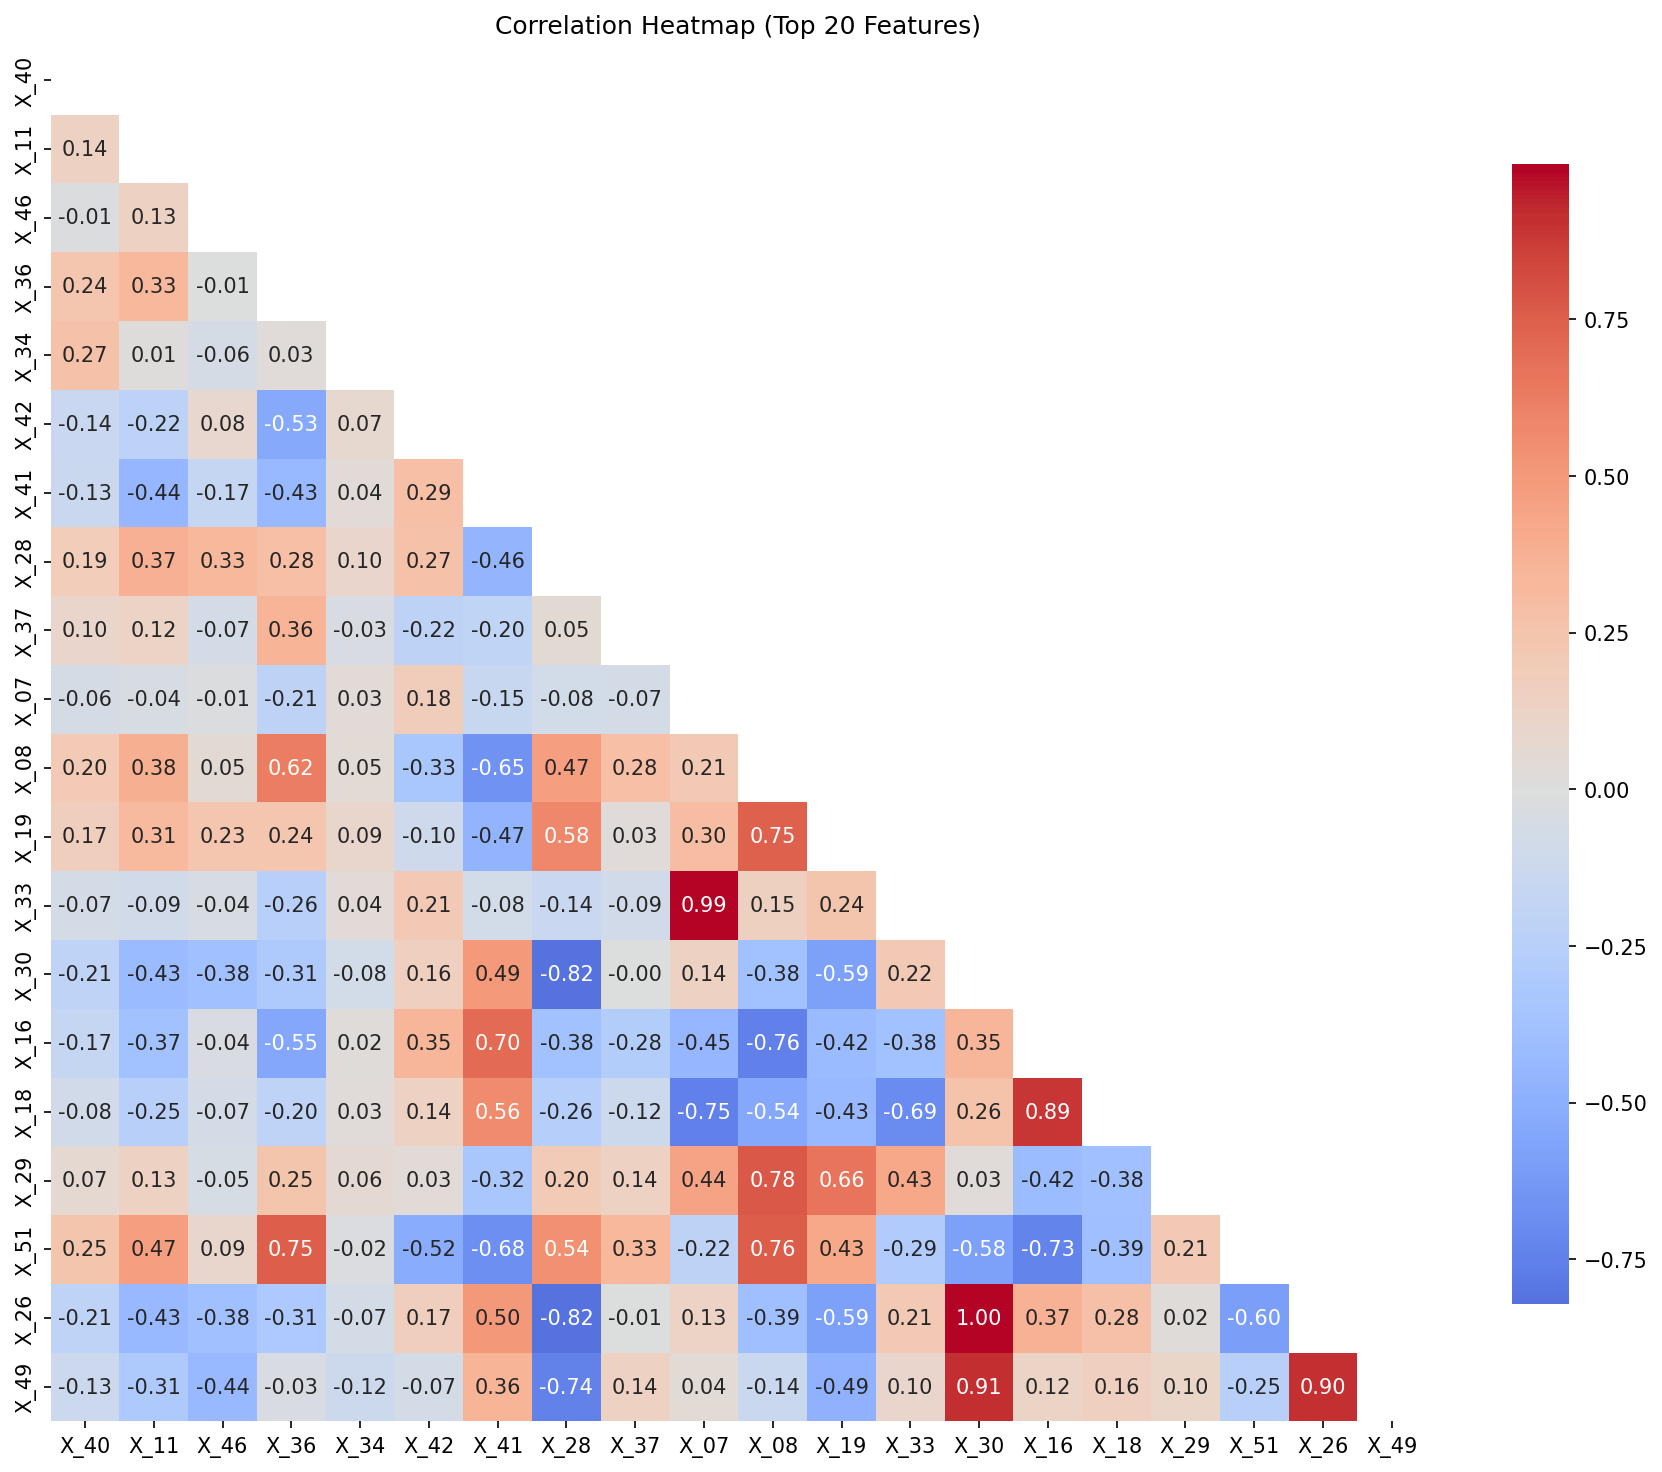 Correlation Heatmap (Top 20 Features)
X_40
X_11 0.14
X_46 -0.01 0.13
X_36 0.24 0.33 -0.01
X_34 0.27 0.01 -0.06 0.03
X_42 -0.14 -0.22 0.08 -0.53 0.07
X_41 -0.13 -0.44 -0.17 -0.43 0.04 0.29
X_28 0.19 0.37 0.33 0.28 0.10 0.27 -0.46
X_37 0.10 0.12 -0.07 0.36 -0.03 -0.22 -0.20 0.05
X_07 -0.06 -0.04 -0.01 -0.21 0.03 0.18 -0.15 -0.08 -0.07
X_08 0.20 0.38 0.05 0.62 0.05 -0.33 -0.65 0.47 0.28 0.21
X_19 0.17 0.31 0.23 0.24 0.09 -0.10 -0.47 0.58 0.03 0.30 0.75
X_33 -0.07 -0.09 -0.04 -0.26 0.04 0.21 -0.08 -0.14 -0.09 0.99 0.15 0.24
X_30 -0.21 -0.43 -0.38 -0.31 -0.08 0.16 0.49 -0.82 -0.00 0.14 -0.38 -0.59 0.22
X_16 -0.17 -0.37 -0.04 -0.55 0.02 0.35 0.70 -0.38 -0.28 -0.45 -0.76 -0.42 -0.38 0.35
X_18 -0.08 -0.25 -0.07 -0.20 0.03 0.14 0.56 -0.26 -0.12 -0.75 -0.54 -0.43 -0.69 0.26 0.89
X_29 0.07 0.13 -0.05 0.25 0.06 0.03 -0.32 0.20 0.14 0.44 0.78 0.66 0.43 0.03 -0.42 -0.38
X_51 0.25 0.47 0.09 0.75 -0.02 -0.52 -0.68 0.54 0.33 -0.22 0.76 0.43 -0.29 -0.58 -0.73 -0.39 0.21
X_26 -0.21 -0.43 -0.38 -0.31 -0.07 0.17 0.50 -0.82 -0.01 0.13 -0.39 -0.59 0.21 1.00 0.37 0.28 0.02 -0.60
X_49 -0.13 -0.31 -0.44 -0.03 -0.12 -0.07 0.36 -0.74 0.14 0.04 -0.14 -0.49 0.10 0.91 0.12 0.16 0.10 -0.25 0.90
X_40 X_11 X_46 X_36 X_34 X_42 X_41 X_28 X_37 X_07 X_08 X_19 X_33 X_30 X_16 X_18 X_29 X_51 X_26 X_49
0.75
0.50
0.25
0.00
−0.25
−0.50
−0.75